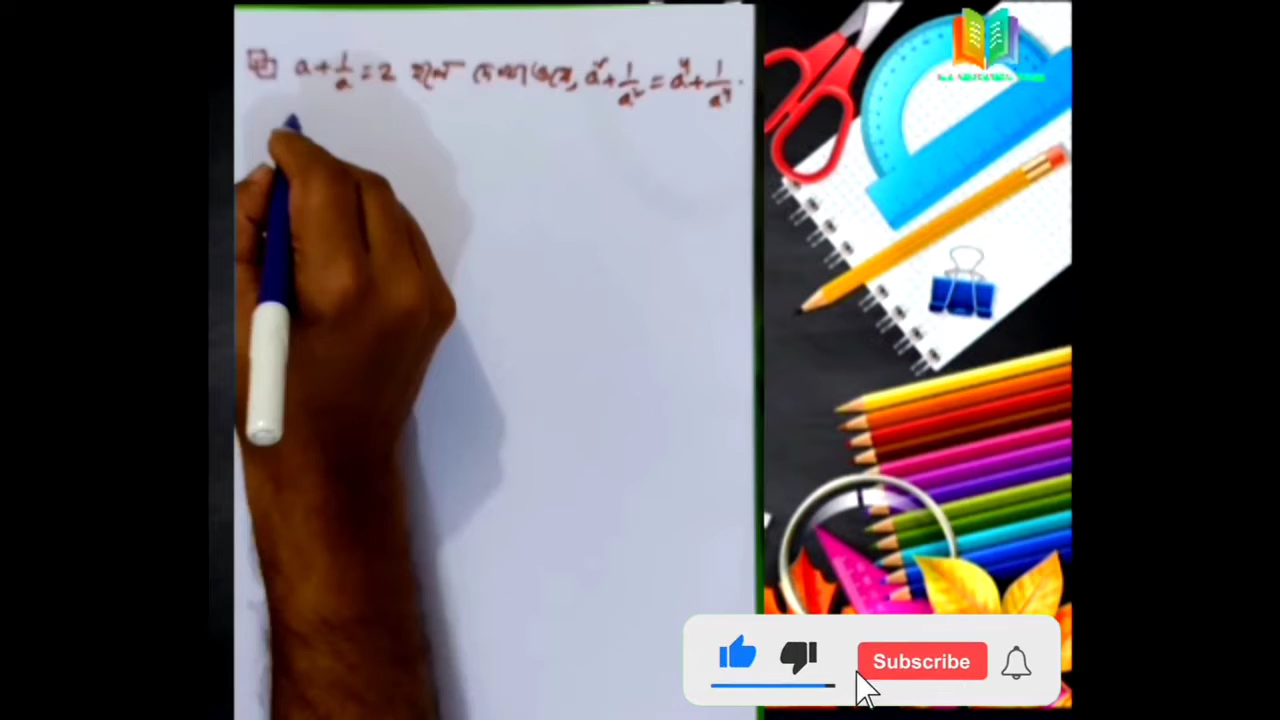 a + 1/a = 2 হলে দেখাও যে, a² + 1/a² = a⁴ + 1/a⁴.
Subscribe